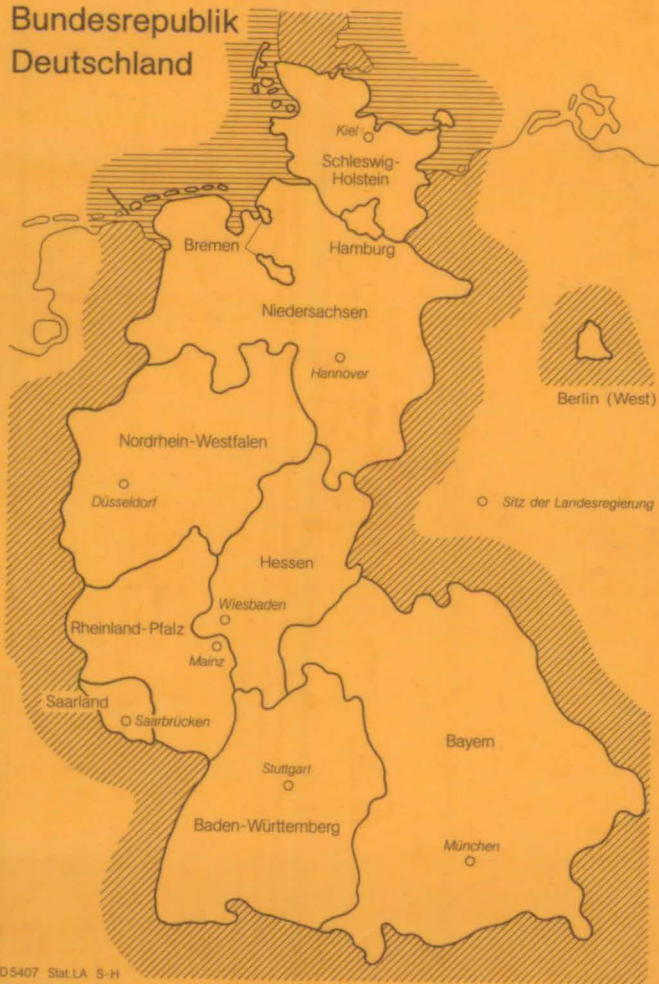 Bundesrepublik
Deutschland
Kiel
Schleswig-
Holstein
Bremen
Hamburg
Niedersachsen
Hannover
Berlin (West)
Nordrhein-Westfalen
Düsseldorf
Sitz der Landesregierung
Hessen
Wiesbaden
Rheinland-Pfalz
Mainz
Saarland
Saarbrücken
Bayern
Stuttgart
Baden-Württemberg
München
D5407 Stat.LA S-H